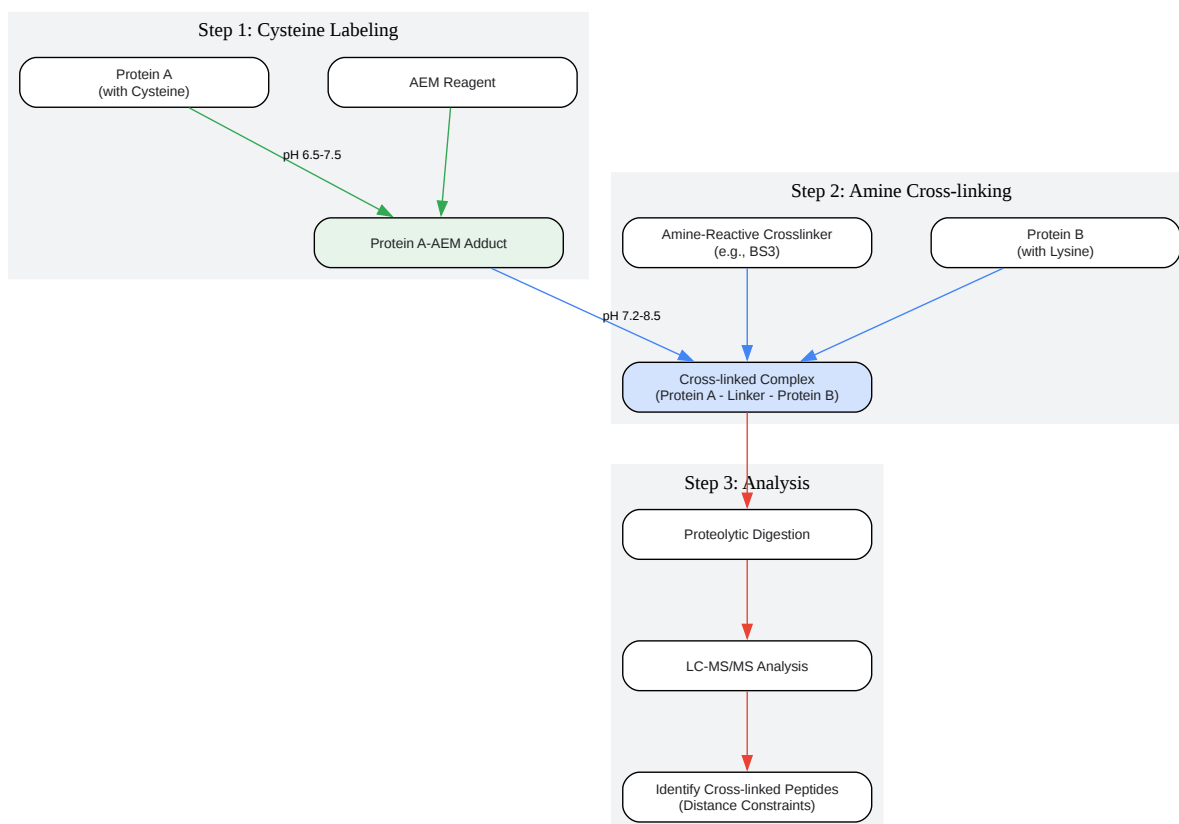 Step 1: Cysteine Labeling
Protein A
(with Cysteine)
AEM Reagent
pH 6.5-7.5
Protein A-AEM Adduct
Step 2: Amine Cross-linking
Amine-Reactive Crosslinker
(e.g., BS3)
Protein B
(with Lysine)
pH 7.2-8.5
Cross-linked Complex
(Protein A - Linker - Protein B)
Step 3: Analysis
Proteolytic Digestion
LC-MS/MS Analysis
Identify Cross-linked Peptides
(Distance Constraints)